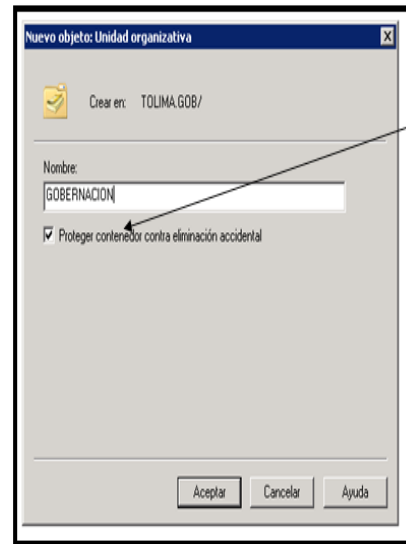 Nuevo objeto: Unidad organizativa
Crear en: TOLIMA.GOB/
Nombre:
GOBERNACION
Proteger contenedor contra eliminación accidental
Aceptar Cancelar Ayuda